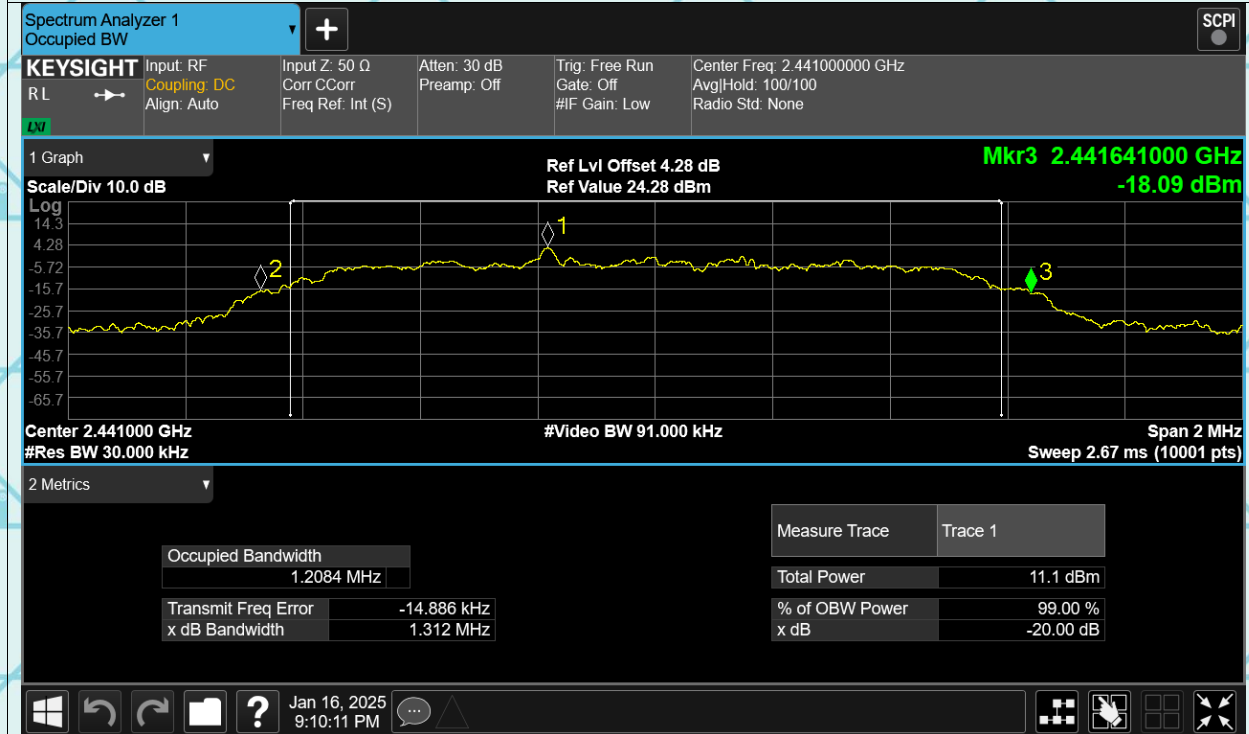 Spectrum Analyzer 1
Occupied BW
SCPI
KEYSIGHT
R L
LXI
Input: RF
Coupling: DC
Align: Auto
Input Z: 50 Ω
Corr CCorr
Freq Ref: Int (S)
Atten: 30 dB
Preamp: Off
Trig: Free Run
Gate: Off
#IF Gain: Low
Center Freq: 2.441000000 GHz
Avg|Hold: 100/100
Radio Std: None
1 Graph
Scale/Div 10.0 dB
Ref Lvl Offset 4.28 dB
Ref Value 24.28 dBm
Mkr3 2.441641000 GHz
-18.09 dBm
Log
14.3
4.28
-5.72
-15.7
-25.7
-35.7
-45.7
-55.7
-65.7
1
2
3
Center 2.441000 GHz
#Video BW 91.000 kHz
Span 2 MHz
#Res BW 30.000 kHz
Sweep 2.67 ms (10001 pts)
2 Metrics
Measure Trace Trace 1
Occupied Bandwidth
1.2084 MHz
Total Power 11.1 dBm
Transmit Freq Error -14.886 kHz
% of OBW Power 99.00 %
x dB Bandwidth 1.312 MHz
x dB -20.00 dB
?
Jan 16, 2025
9:10:11 PM